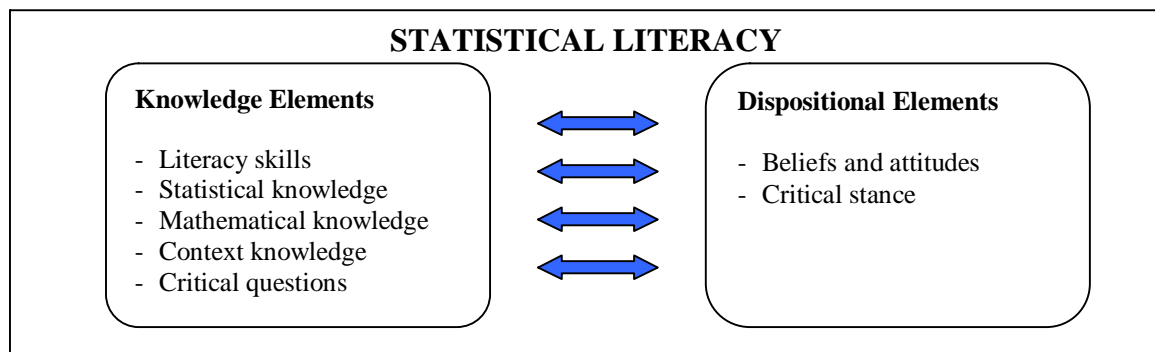 STATISTICAL LITERACY
Knowledge Elements
- Literacy skills
- Statistical knowledge
- Mathematical knowledge
- Context knowledge
- Critical questions
Dispositional Elements
- Beliefs and attitudes
- Critical stance